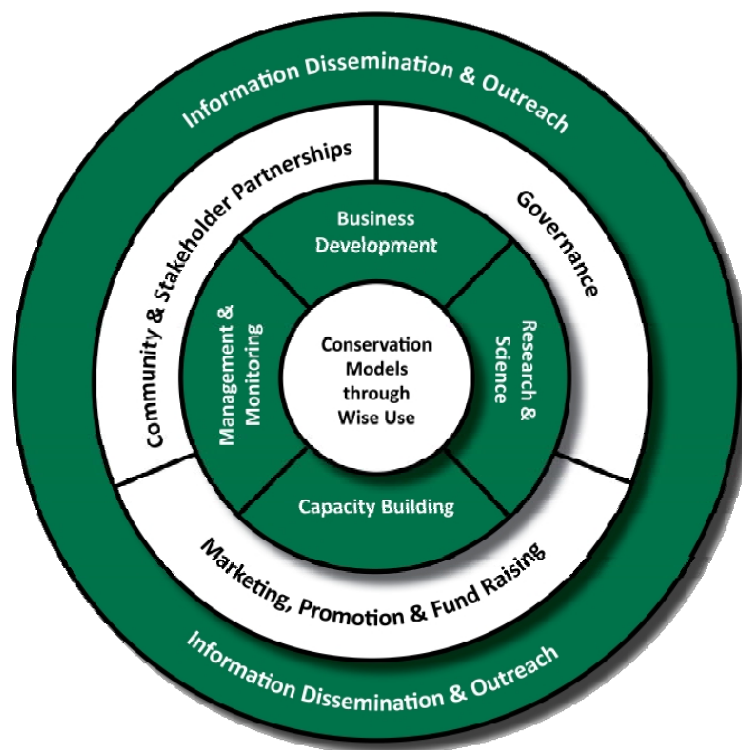 Information Dissemination & Outreach
Community & Stakeholder Partnerships
Governance
Business
Development
Management &
Monitoring
Research &
Science
Conservation
Models
through
Wise Use
Capacity Building
Marketing, Promotion & Fund Raising
Information Dissemination & Outreach